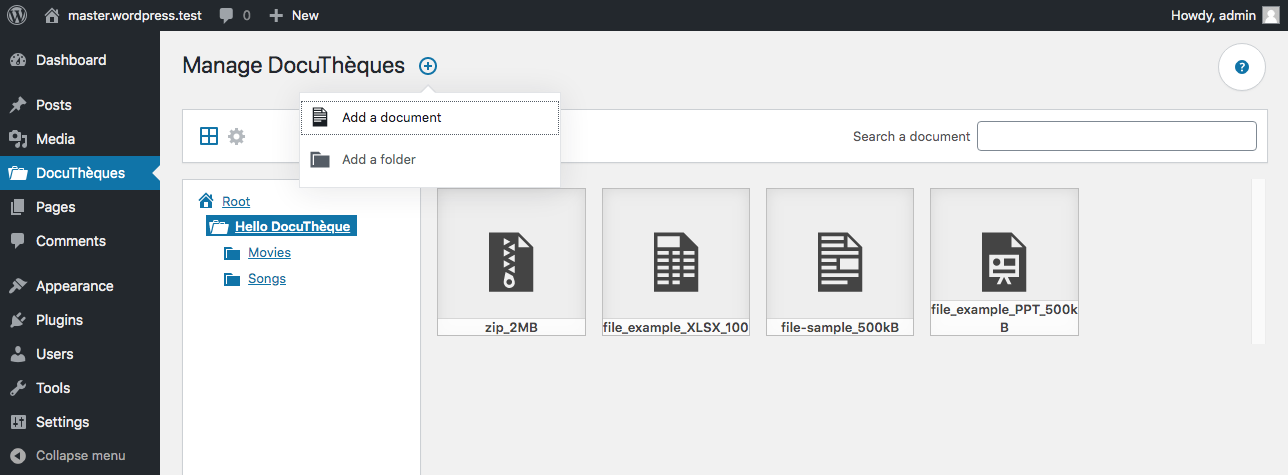 master.wordpress.test 0 New Howdy, admin
Dashboard
Posts
Media
DocuThèques
Pages
Comments
Appearance
Plugins
Users
Tools
Settings
Collapse menu
Manage DocuThèques
?
Add a document
Add a folder
Search a document
Root
Hello DocuThèque
Movies
Songs
zip_2MB
file_example_XLSX_100
file-sample_500kB
file_example_PPT_500k
B